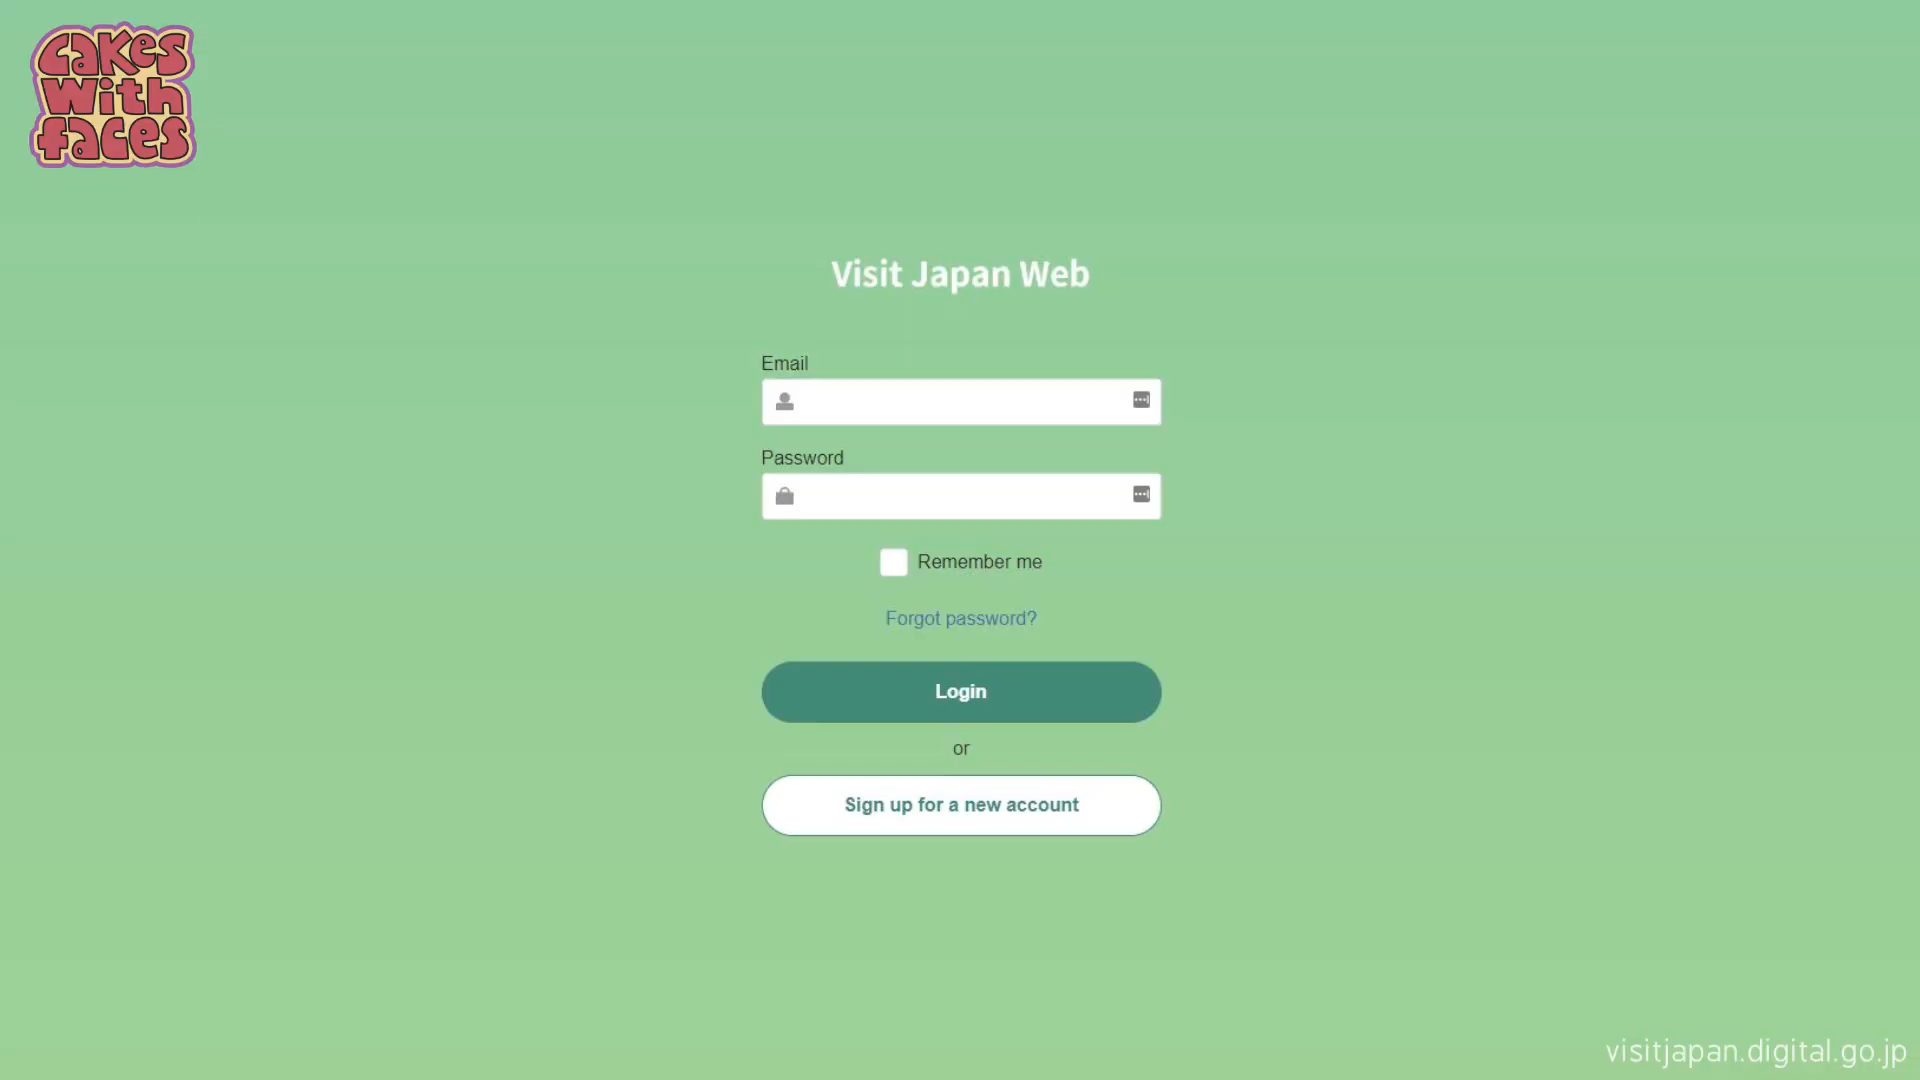 Cakes
With
faces
Visit Japan Web
Email
Password
Remember me
Forgot password?
Login
or
Sign up for a new account
visitjapan.digital.go.jp